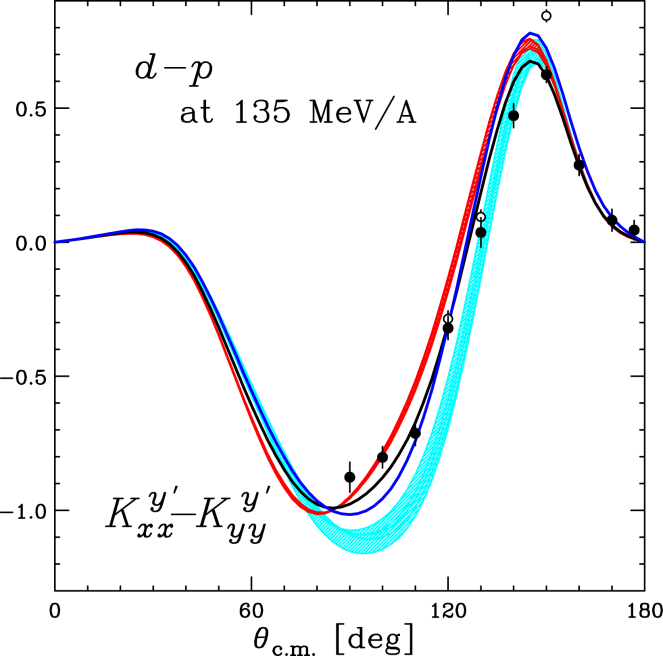 d−p
at 135 MeV/A
0.5
0.0
−0.5
−1.0
K_{xx}^{y'}−K_{yy}^{y'}
0 60 120 180
θ_{c.m.} [deg]